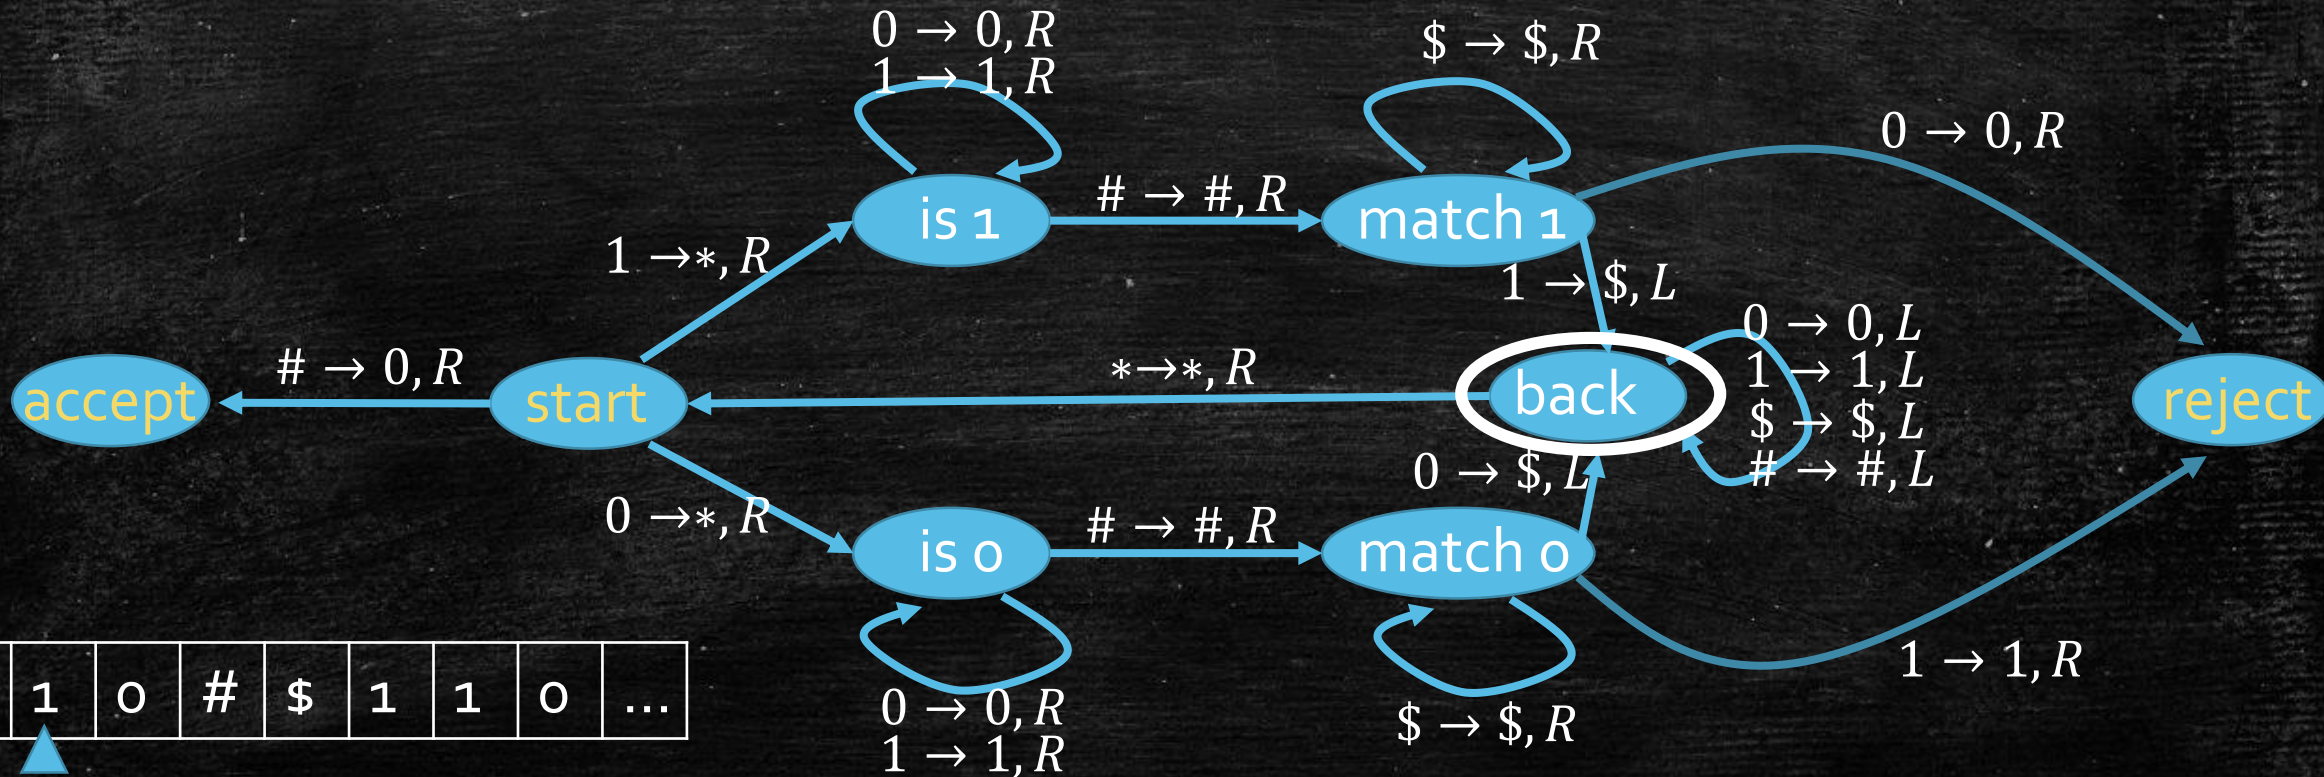 0 → 0, R
1 → 1, R
$ → $, R
0 → 0, R
is 1
# → #, R
match 1
1 →*, R
1 → $, L
0 → 0, L
1 → 1, L
$ → $, L
# → #, L
accept
# → 0, R
start
*→*, R
back
reject
0 → $, L
0 →*, R
is 0
# → #, R
match 0
0 → 0, R
1 → 1, R
$ → $, R
1 → 1, R
1 0 # $ 1 1 0 ...